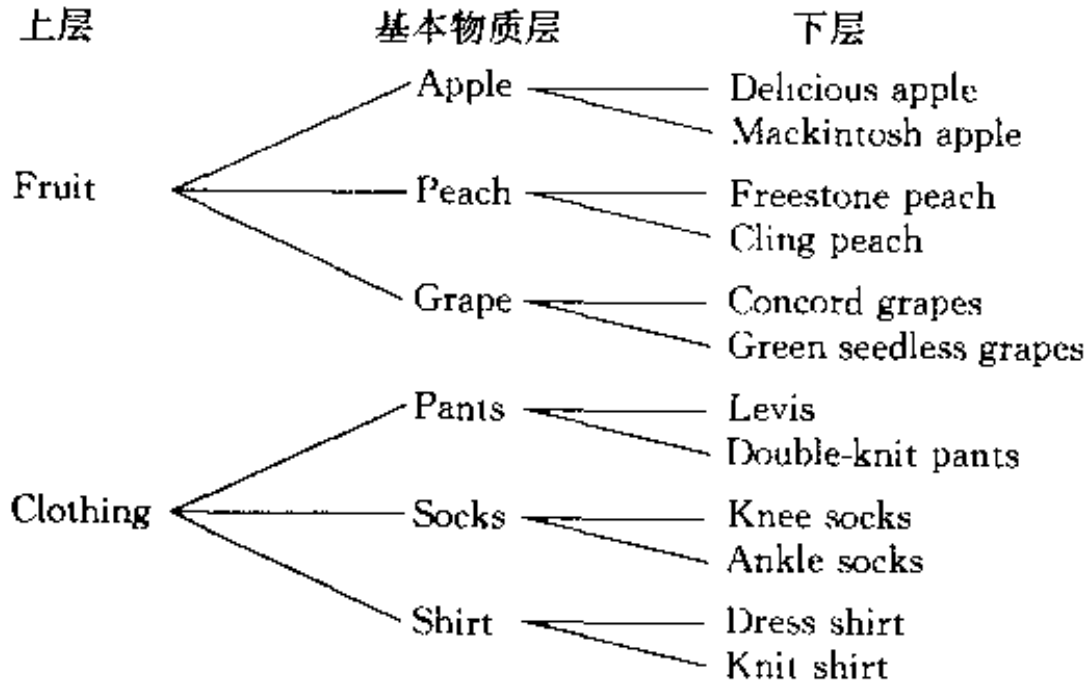 上层 基本物质层 下层
Apple Delicious apple
Mackintosh apple
Fruit Peach Freestone peach
Cling peach
Grape Concord grapes
Green seedless grapes
Pants Levis
Double-knit pants
Clothing Socks Knee socks
Ankle socks
Shirt Dress shirt
Knit shirt